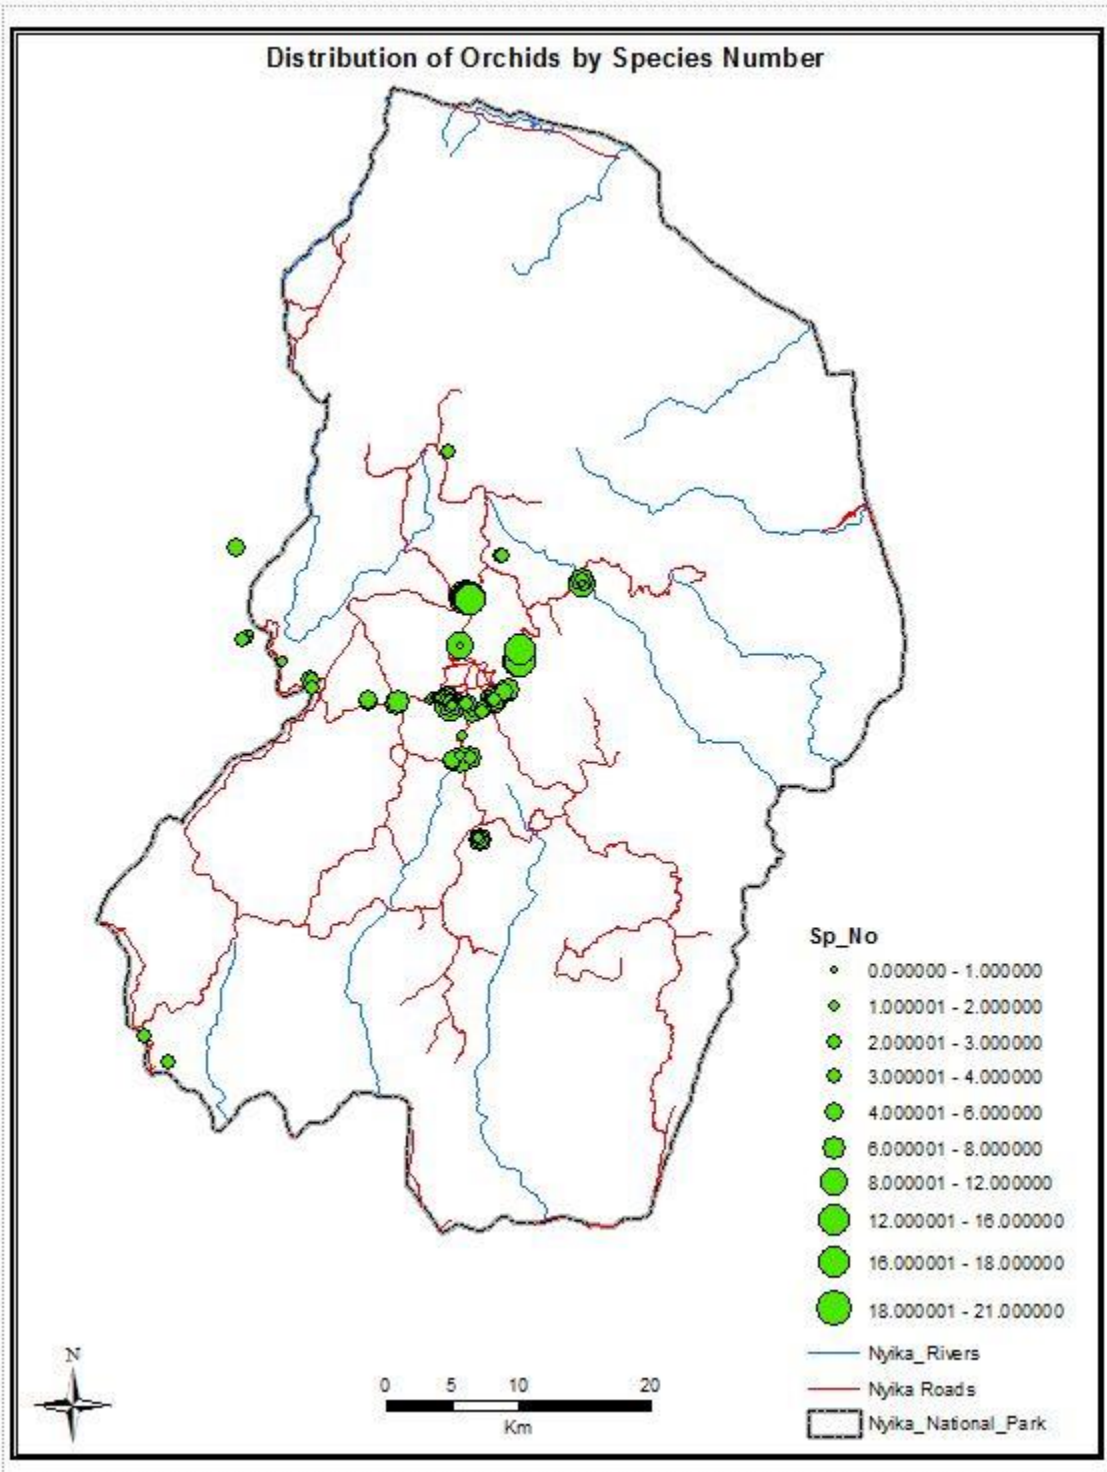 Distribution of Orchids by Species Number
Sp_No
0.000000 - 1.000000
1.000001 - 2.000000
2.000001 - 3.000000
3.000001 - 4.000000
4.000001 - 6.000000
6.000001 - 8.000000
8.000001 - 12.000000
12.000001 - 16.000000
16.000001 - 18.000000
18.000001 - 21.000000
Nyika_Rivers
Nyika Roads
Nyika_National_Park
N
0 5 10 20
Km